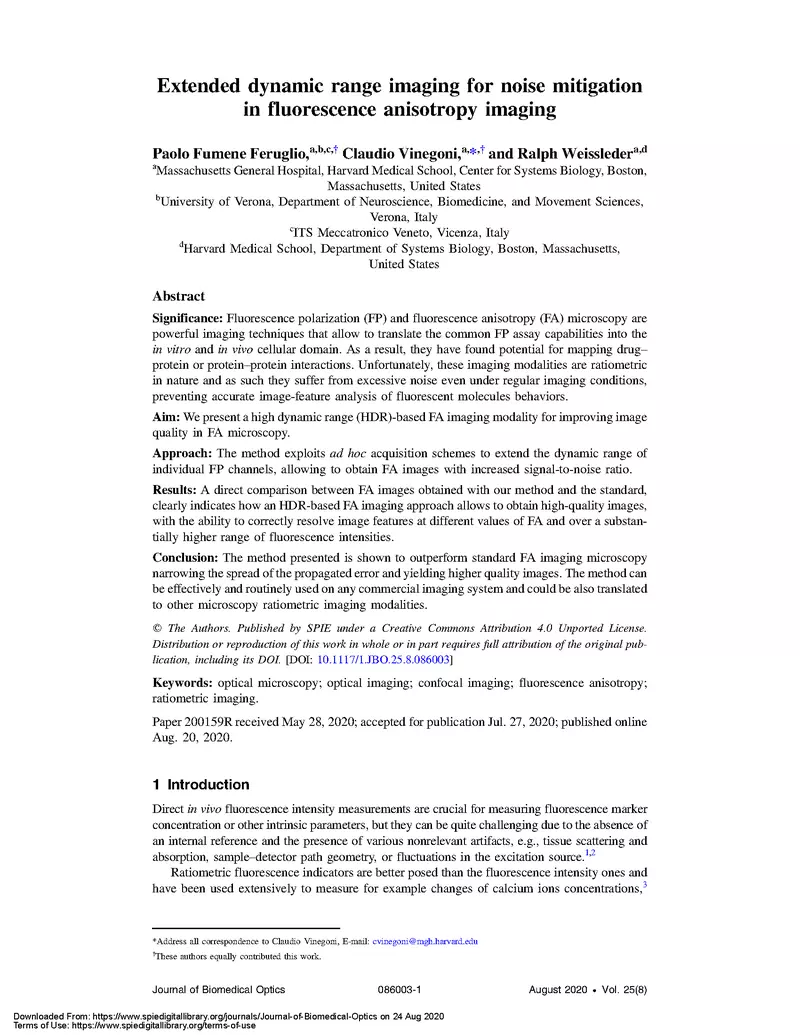 Extended dynamic range imaging for noise mitigation
in fluorescence anisotropy imaging
Paolo Fumene Feruglio,a,b,c,† Claudio Vinegoni,a,*,† and Ralph Weissledera,d
aMassachusetts General Hospital, Harvard Medical School, Center for Systems Biology, Boston,
Massachusetts, United States
bUniversity of Verona, Department of Neuroscience, Biomedicine, and Movement Sciences,
Verona, Italy
cITS Meccatronico Veneto, Vicenza, Italy
dHarvard Medical School, Department of Systems Biology, Boston, Massachusetts,
United States
Abstract
Significance: Fluorescence polarization (FP) and fluorescence anisotropy (FA) microscopy are
powerful imaging techniques that allow to translate the common FP assay capabilities into the
in vitro and in vivo cellular domain. As a result, they have found potential for mapping drug–
protein or protein–protein interactions. Unfortunately, these imaging modalities are ratiometric
in nature and as such they suffer from excessive noise even under regular imaging conditions,
preventing accurate image-feature analysis of fluorescent molecules behaviors.
Aim: We present a high dynamic range (HDR)-based FA imaging modality for improving image
quality in FA microscopy.
Approach: The method exploits ad hoc acquisition schemes to extend the dynamic range of
individual FP channels, allowing to obtain FA images with increased signal-to-noise ratio.
Results: A direct comparison between FA images obtained with our method and the standard,
clearly indicates how an HDR-based FA imaging approach allows to obtain high-quality images,
with the ability to correctly resolve image features at different values of FA and over a substan-
tially higher range of fluorescence intensities.
Conclusion: The method presented is shown to outperform standard FA imaging microscopy
narrowing the spread of the propagated error and yielding higher quality images. The method can
be effectively and routinely used on any commercial imaging system and could be also translated
to other microscopy ratiometric imaging modalities.
© The Authors. Published by SPIE under a Creative Commons Attribution 4.0 Unported License.
Distribution or reproduction of this work in whole or in part requires full attribution of the original pub-
lication, including its DOI. [DOI: 10.1117/1.JBO.25.8.086003]
Keywords: optical microscopy; optical imaging; confocal imaging; fluorescence anisotropy;
ratiometric imaging.
Paper 200159R received May 28, 2020; accepted for publication Jul. 27, 2020; published online
Aug. 20, 2020.
1 Introduction
Direct in vivo fluorescence intensity measurements are crucial for measuring fluorescence marker
concentration or other intrinsic parameters, but they can be quite challenging due to the absence of
an internal reference and the presence of various nonrelevant artifacts, e.g., tissue scattering and
absorption, sample–detector path geometry, or fluctuations in the excitation source.1,2
Ratiometric fluorescence indicators are better posed than the fluorescence intensity ones and
have been used extensively to measure for example changes of calcium ions concentrations,3
*Address all correspondence to Claudio Vinegoni, E-mail: cvinegoni@mgh.harvard.edu
†These authors equally contributed this work.
Journal of Biomedical Optics 086003-1 August 2020 • Vol. 25(8)
Downloaded From: https://www.spiedigitallibrary.org/journals/Journal-of-Biomedical-Optics on 24 Aug 2020
Terms of Use: https://www.spiedigitallibrary.org/terms-of-use